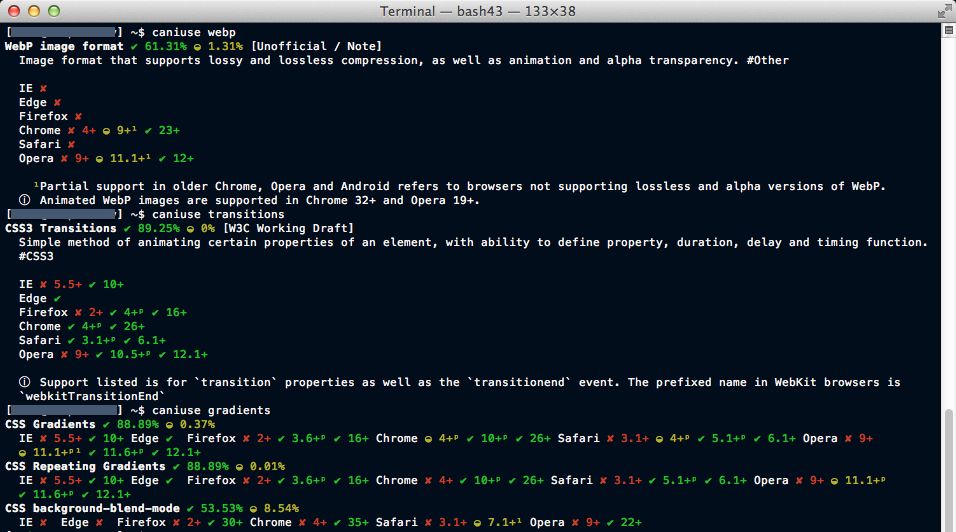 Terminal — bash43 — 133×38
[ ] ~$ caniuse webp
WebP image format ✔ 61.31% ◒ 1.31% [Unofficial / Note]
Image format that supports lossy and lossless compression, as well as animation and alpha transparency. #Other
IE ✘
Edge ✘
Firefox ✘
Chrome ✘ 4+ ◒ 9+¹ ✔ 23+
Safari ✘
Opera ✘ 9+ ◒ 11.1+¹ ✔ 12+
¹Partial support in older Chrome, Opera and Android refers to browsers not supporting lossless and alpha versions of WebP.
ⓘ Animated WebP images are supported in Chrome 32+ and Opera 19+.
[ ] ~$ caniuse transitions
CSS3 Transitions ✔ 89.25% ◒ 0% [W3C Working Draft]
Simple method of animating certain properties of an element, with ability to define property, duration, delay and timing function.
#CSS3
IE ✘ 5.5+ ✔ 10+
Edge ✔
Firefox ✘ 2+ ✔ 4+ᵖ ✔ 16+
Chrome ✔ 4+ᵖ ✔ 26+
Safari ✔ 3.1+ᵖ ✔ 6.1+
Opera ✘ 9+ ✔ 10.5+ᵖ ✔ 12.1+
ⓘ Support listed is for `transition` properties as well as the `transitionend` event. The prefixed name in WebKit browsers is
`webkitTransitionEnd`
[ ] ~$ caniuse gradients
CSS Gradients ✔ 88.89% ◒ 0.37%
IE ✘ 5.5+ ✔ 10+ Edge ✔ Firefox ✘ 2+ ✔ 3.6+ᵖ ✔ 16+ Chrome ◒ 4+ᵖ ✔ 10+ᵖ ✔ 26+ Safari ✘ 3.1+ ◒ 4+ᵖ ✔ 5.1+ᵖ ✔ 6.1+ Opera ✘ 9+
◒ 11.1+ᵖ¹ ✔ 11.6+ᵖ ✔ 12.1+
CSS Repeating Gradients ✔ 88.89% ◒ 0.01%
IE ✘ 5.5+ ✔ 10+ Edge ✔ Firefox ✘ 2+ ✔ 3.6+ᵖ ✔ 16+ Chrome ✘ 4+ ✔ 10+ᵖ ✔ 26+ Safari ✘ 3.1+ ✔ 5.1+ᵖ ✔ 6.1+ Opera ✘ 9+ ◒ 11.1+ᵖ
✔ 11.6+ᵖ ✔ 12.1+
CSS background-blend-mode ✔ 53.53% ◒ 8.54%
IE ✘ Edge ✘ Firefox ✘ 2+ ✔ 30+ Chrome ✘ 4+ ✔ 35+ Safari ✘ 3.1+ ◒ 7.1+¹ Opera ✘ 9+ ✔ 22+